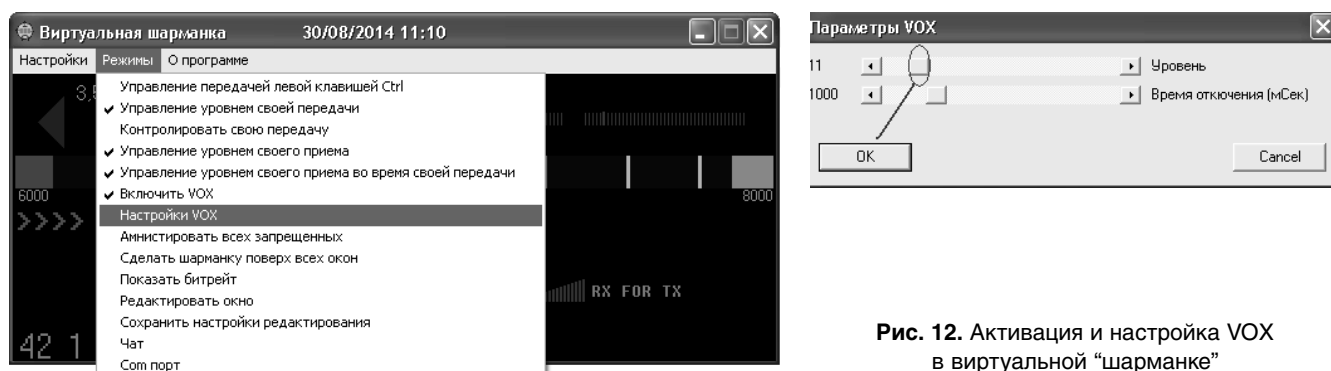 Виртуальная шарманка 30/08/2014 11:10
Настройки Режимы О программе
3,5
Управление передачей левой клавишей Ctrl
Управление уровнем своей передачи
Контролировать свою передачу
Управление уровнем своего приема
Управление уровнем своего приема во время своей передачи
6000
Включить VOX
8000
>>>>
Настройки VOX
Амнистировать всех запрещенных
Сделать шарманку поверх всех окон
Показать битрейт
RX FOR TX
Редактировать окно
Сохранить настройки редактирования
42 1
Чат
Com порт
Параметры VOX
11 Уровень
1000 Время откючения (мСек)
OK Cancel
Рис. 12. Активация и настройка VOX
в виртуальной “шарманке”